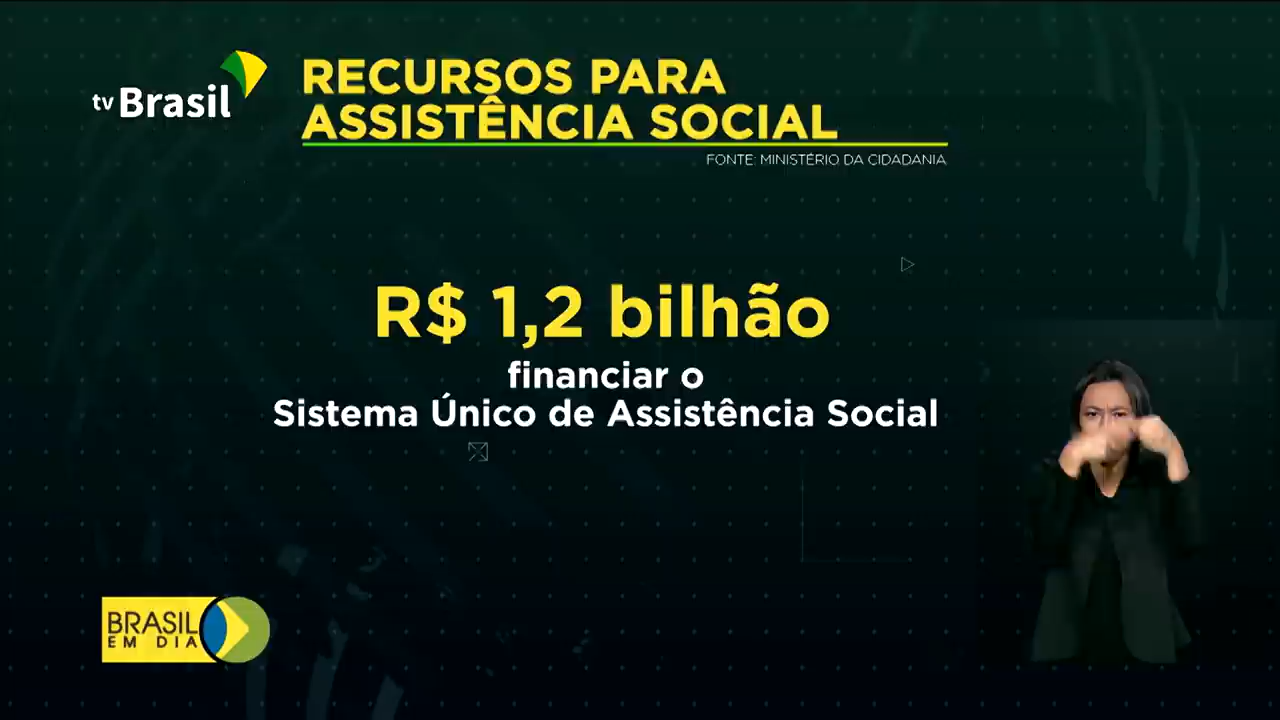 tv Brasil
RECURSOS PARA
ASSISTÊNCIA SOCIAL
FONTE: MINISTÉRIO DA CIDADANIA
R$ 1,2 bilhão
financiar o
Sistema Único de Assistência Social
BRASIL
EM DIA